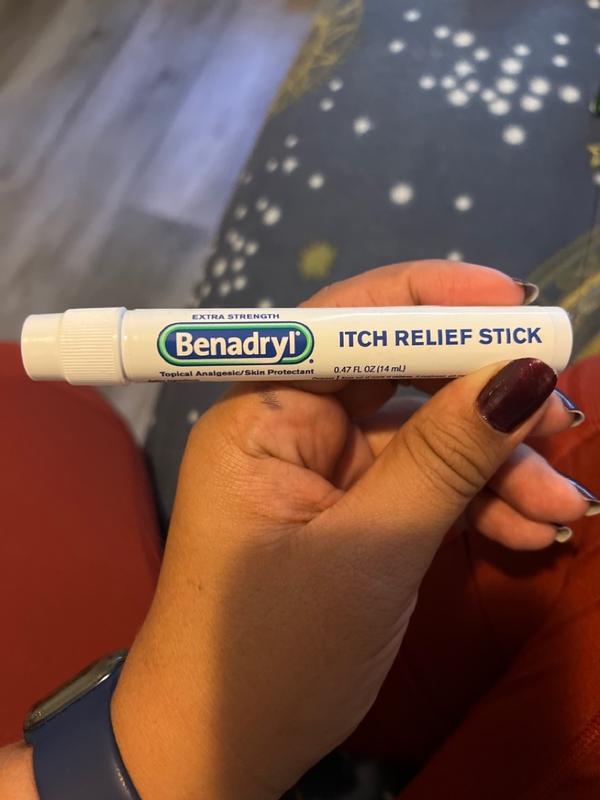 EXTRA STRENGTH
Benadryl®
ITCH RELIEF STICK
Topical Analgesic/Skin Protectant
0.47 FL OZ (14 mL)